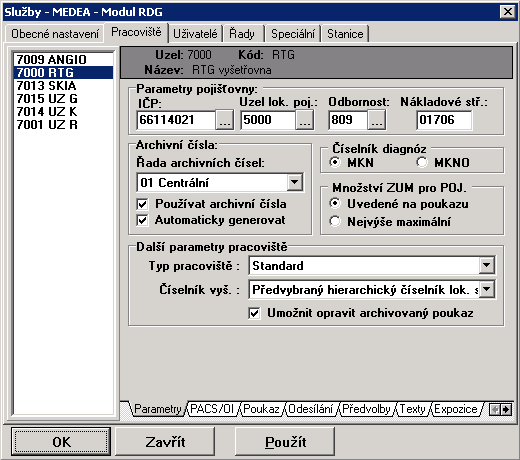 Služby - MEDEA - Modul RDG
Obecné nastavení Pracoviště Uživatelé Řady Speciální Stanice
7009 ANGIO
7000 RTG
7013 SKIA
7015 UZ G
7014 UZ K
7001 UZ R
Uzel: 7000 Kód: RTG
Název: RTG vyšetřovna
Parametry pojišťovny:
IČP: Uzel lok. poj.: Odbornost: Nákladové stř.:
66114021 ... 5000 ... 809 ... 01706
Archivní čísla:
Řada archivních čísel:
01 Centrální
Používat archivní čísla
Automaticky generovat
Číselník diagnóz
MKN MKNO
Množství ZUM pro POJ.
Uvedené na poukazu
Nejvýše maximální
Další parametry pracoviště
Typ pracoviště : Standard
Číselník vyš. : Předvybraný hierarchický číselník lok. s
Umožnit opravit archivovaný poukaz
Parametry PACS/OI Poukaz Odesílání Předvolby Texty Expozice
OK Zavřít Použít